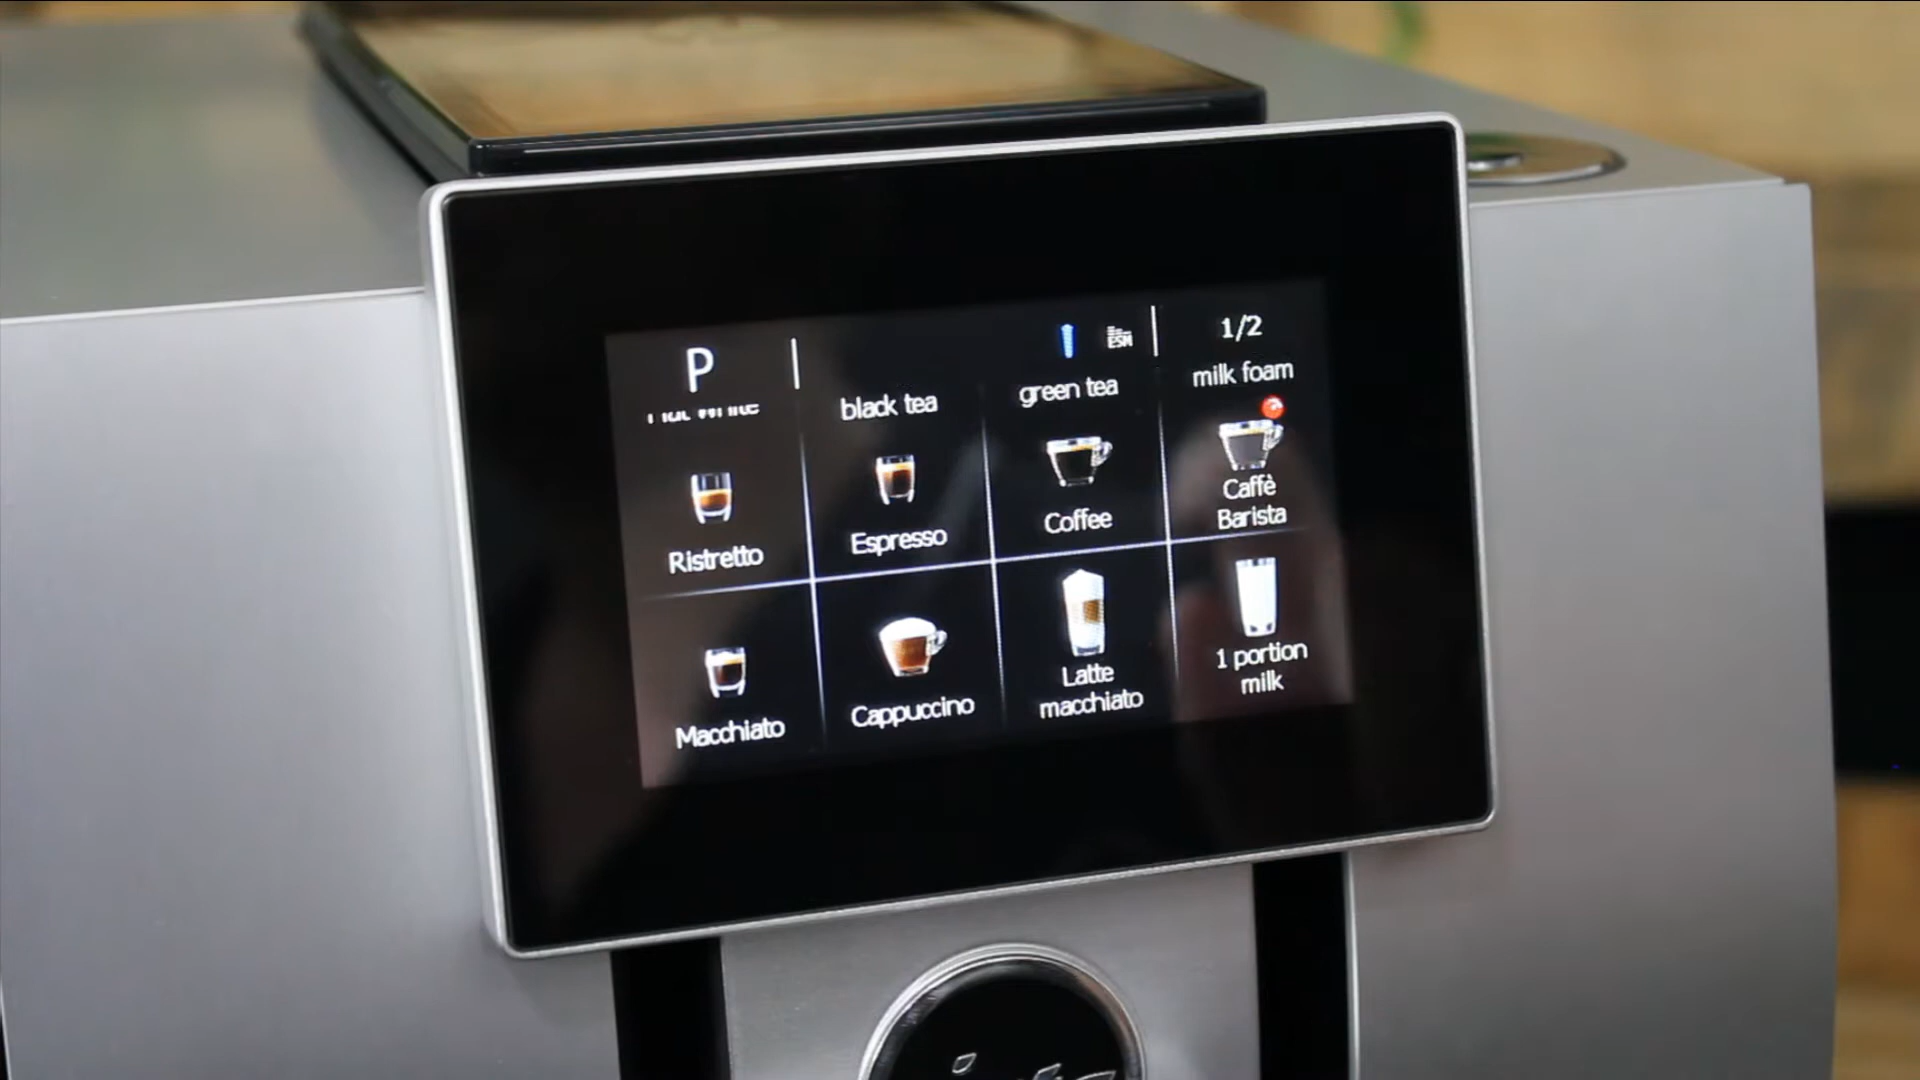 P
ESM
1/2
black tea
green tea
milk foam
Ristretto
Espresso
Coffee
Caffè
Barista
Macchiato
Cappuccino
Latte
macchiato
1 portion
milk